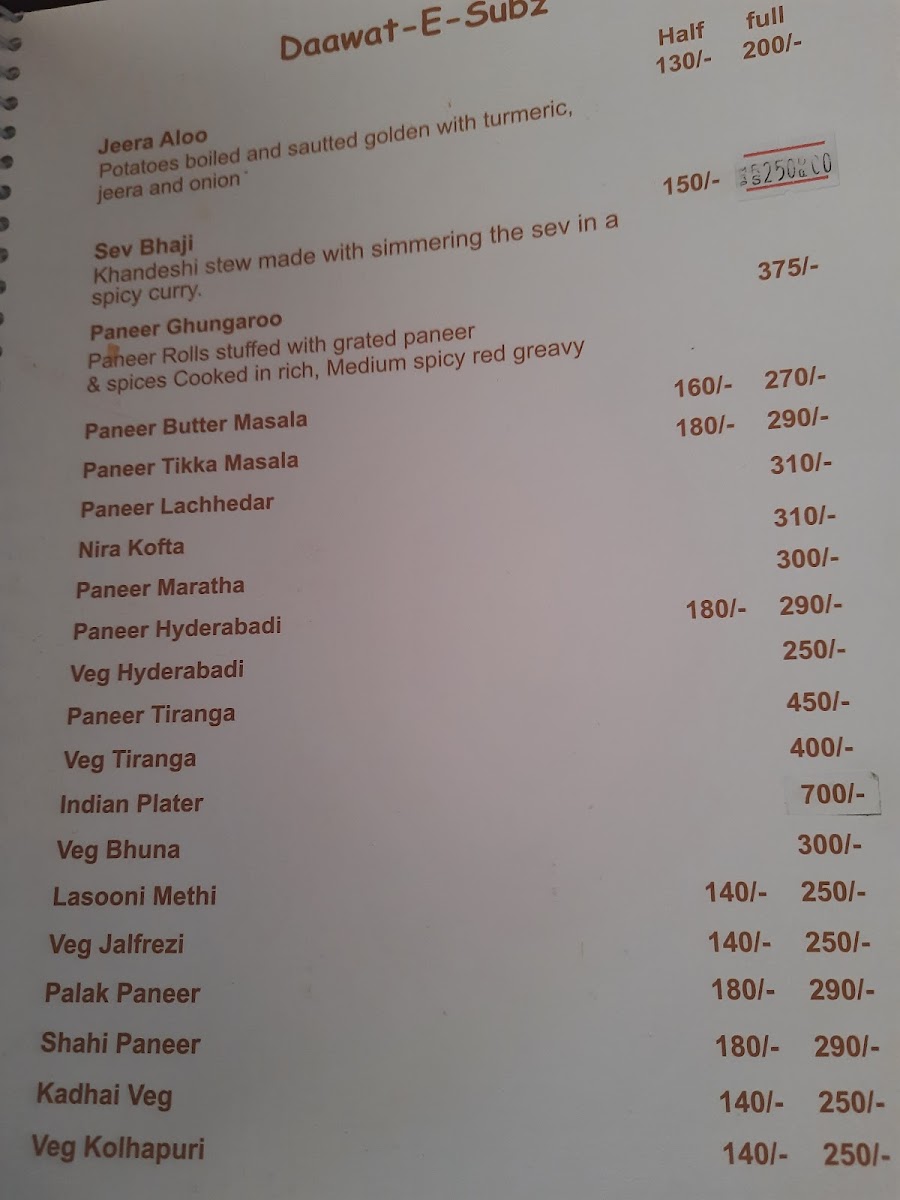 Daawat-E-Subz
Half full
Jeera Aloo 130/- 200/-
Potatoes boiled and sautted golden with turmeric,
jeera and onion
Sev Bhaji 150/- 250.00
Khandeshi stew made with simmering the sev in a
spicy curry.
Paneer Ghungaroo 375/-
Paneer Rolls stuffed with grated paneer
& spices Cooked in rich, Medium spicy red greavy
Paneer Butter Masala 160/- 270/-
Paneer Tikka Masala 180/- 290/-
Paneer Lachhedar 310/-
Nira Kofta 310/-
Paneer Maratha 300/-
Paneer Hyderabadi 180/- 290/-
Veg Hyderabadi 250/-
Paneer Tiranga 450/-
Veg Tiranga 400/-
Indian Plater 700/-
Veg Bhuna 300/-
Lasooni Methi 140/- 250/-
Veg Jalfrezi 140/- 250/-
Palak Paneer 180/- 290/-
Shahi Paneer 180/- 290/-
Kadhai Veg 140/- 250/-
Veg Kolhapuri 140/- 250/-